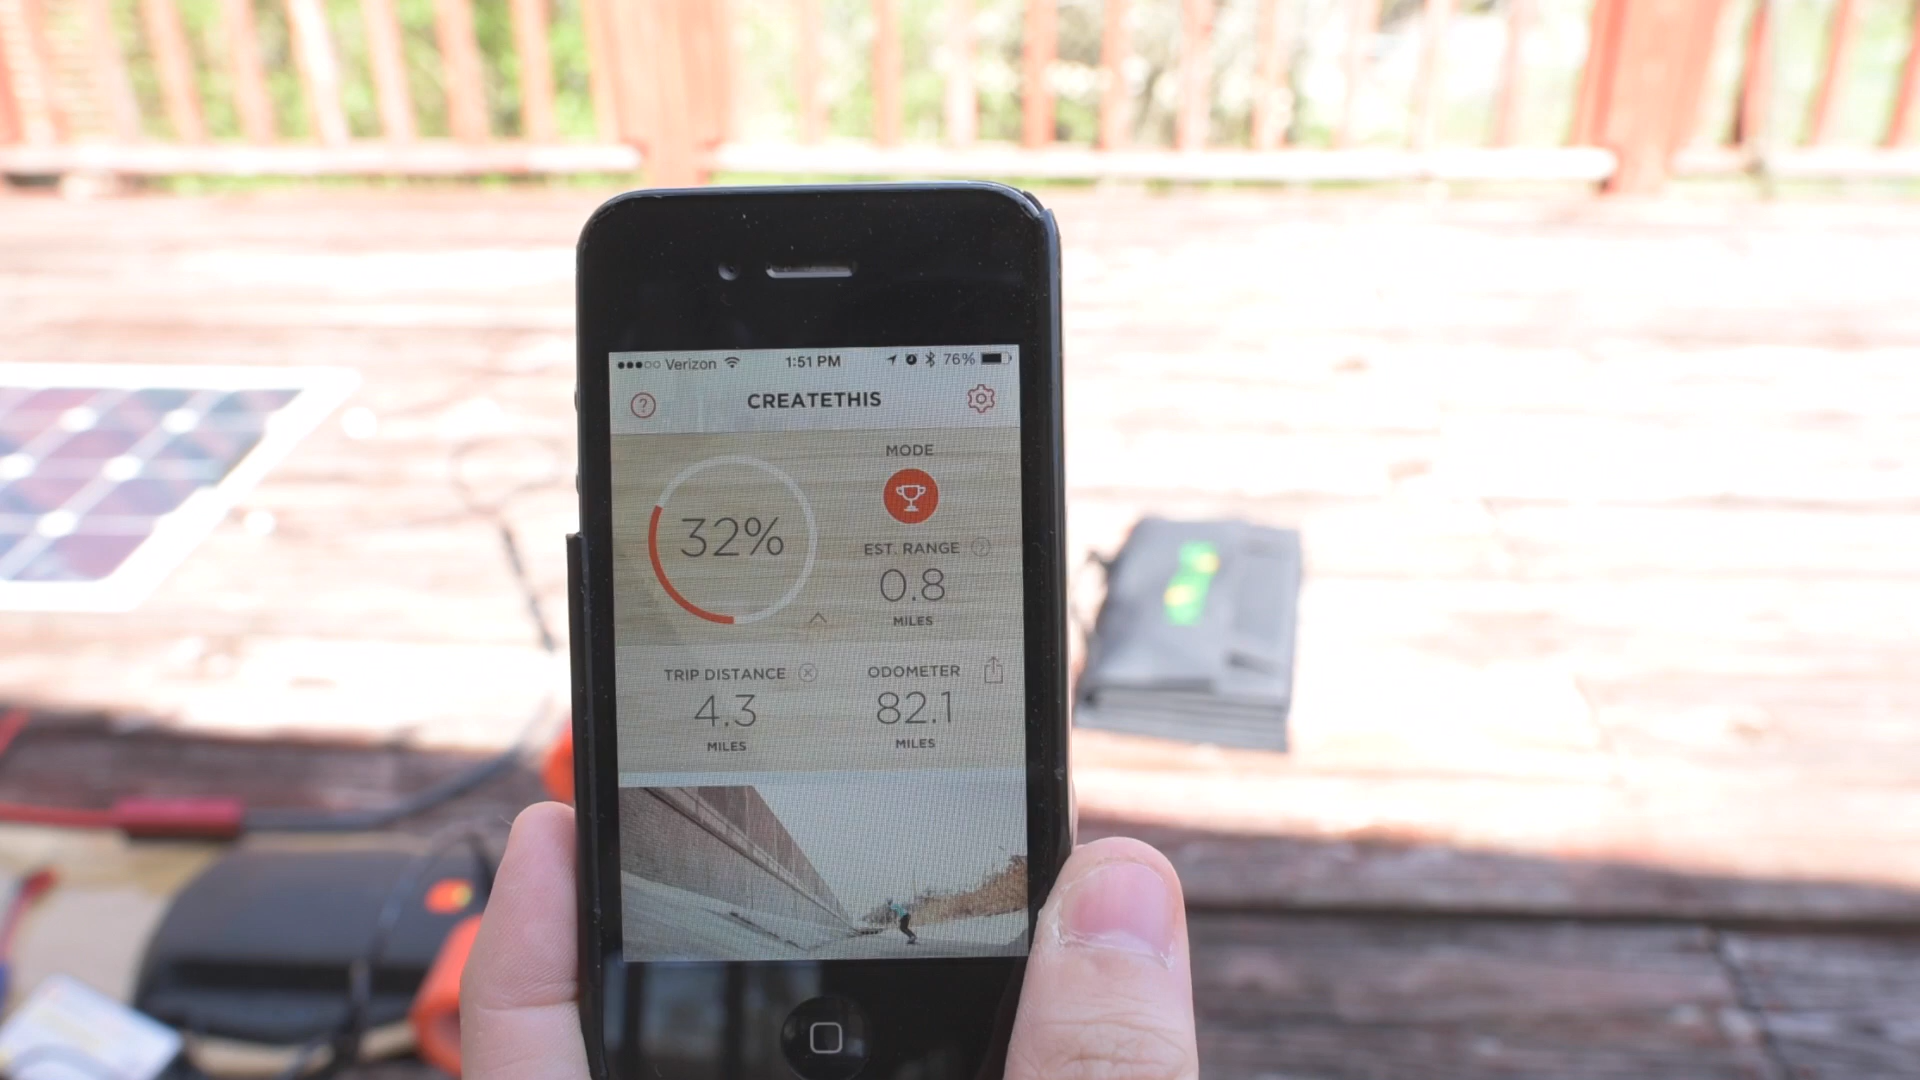 Verizon 1:51 PM 76%
CREATETHIS
MODE
32%
EST. RANGE
0.8
MILES
TRIP DISTANCE
4.3
MILES
ODOMETER
82.1
MILES